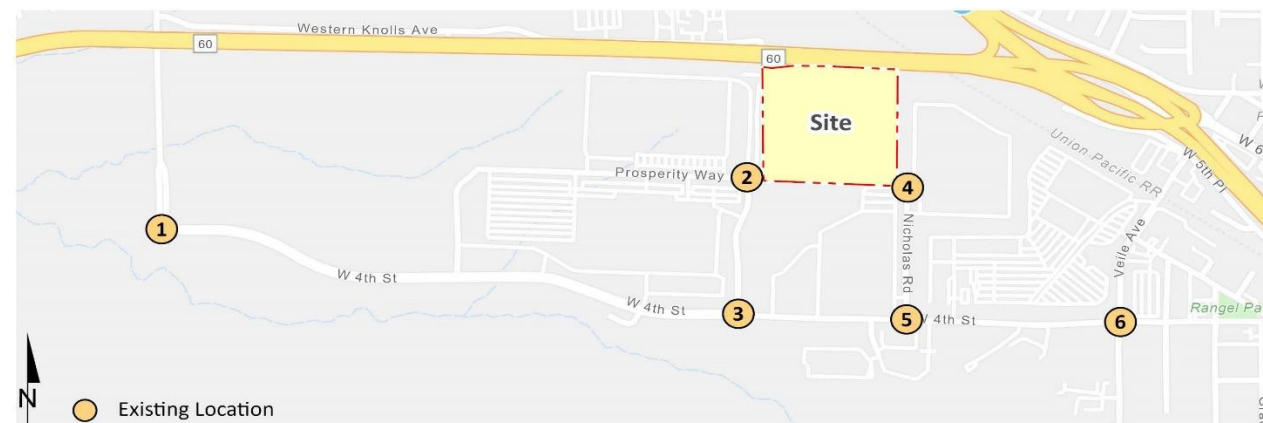 Western Knolls Ave
60
60
Site
Union Pacific RR
W 5th Pl
W 6
Prosperity Way
2
4
1
Nicholas Rd
Veile Ave
W 4th St
W 4th St
3
5
W 4th St
6
Rangel Pa
N
Existing Location